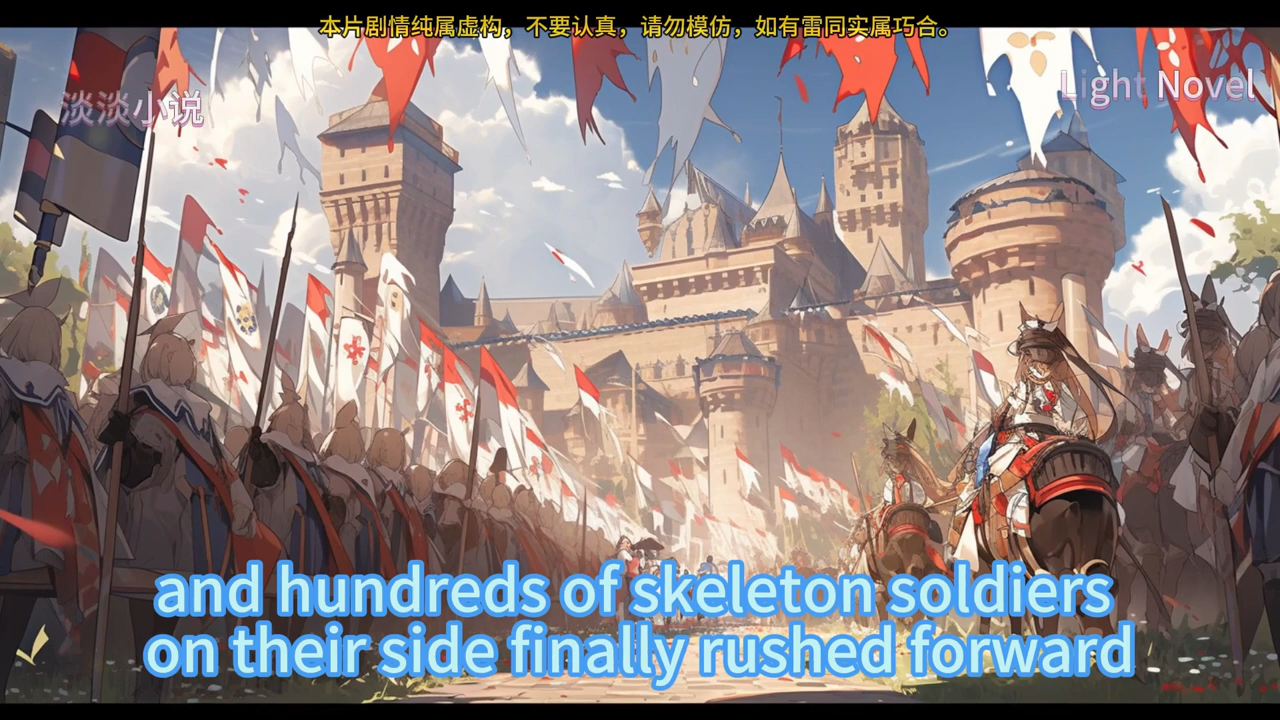 本片剧情纯属虚构，不要认真，请勿模仿，如有雷同实属巧合。
淡淡小说
Light Novel
and hundreds of skeleton soldiers
on their side finally rushed forward